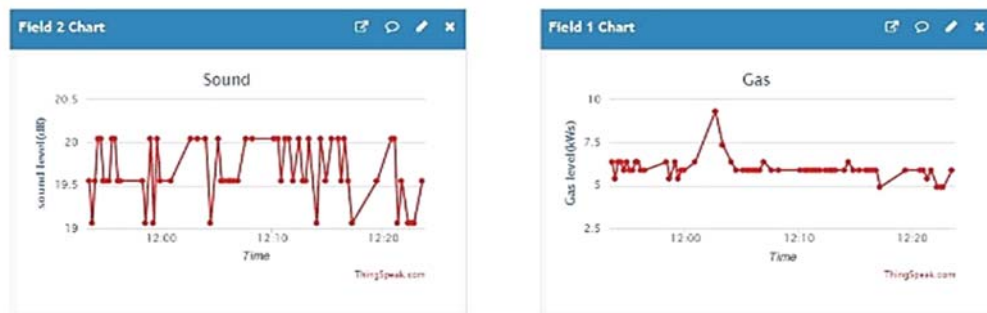 Field 2 Chart
Sound
20.5
20
19.5
19
sound level(dB)
12:00
12:10
12:20
Time
ThingSpeak.com
Field 1 Chart
Gas
10
7.5
5
2.5
Gas level(kWs)
12:00
12:10
12:20
Time
ThingSpeak.com